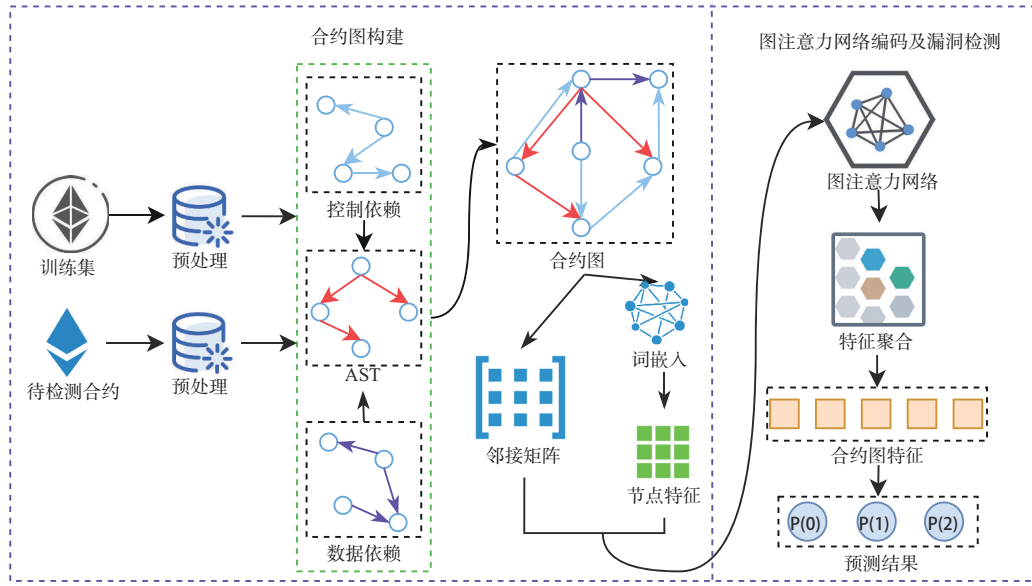 合约图构建
图注意力网络编码及漏洞检测
控制依赖
训练集
预处理
AST
待检测合约
预处理
数据依赖
合约图
词嵌入
邻接矩阵
节点特征
图注意力网络
特征聚合
合约图特征
P(0)
P(1)
P(2)
预测结果